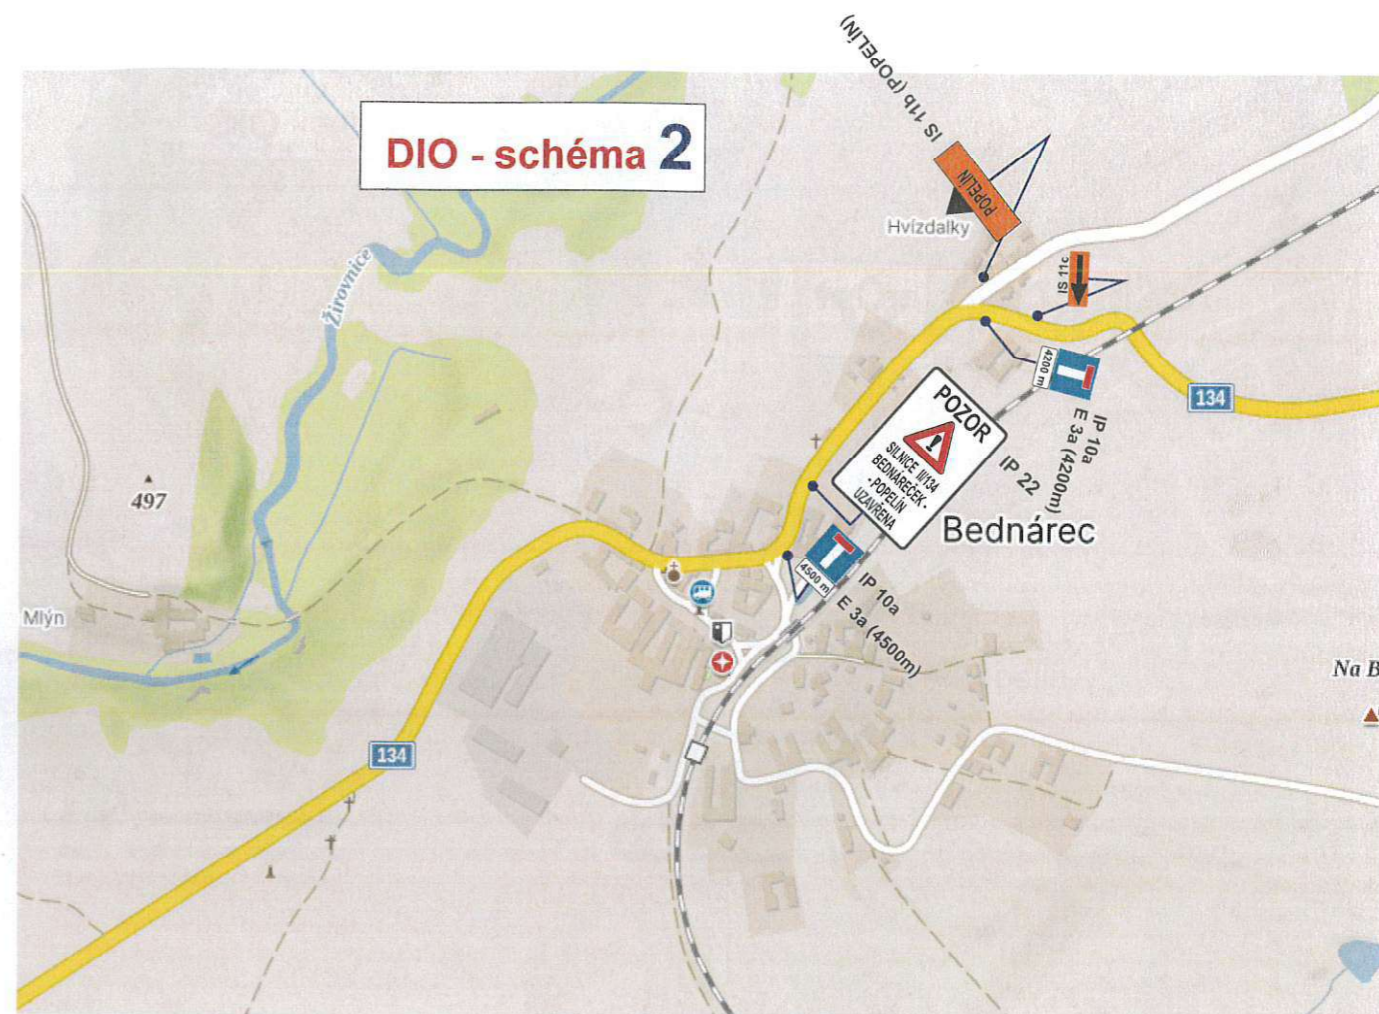 IS 11b (POPELÍN)
DIO - schéma 2
POPELÍN
Hvízdalky
Žirovnice
IS 11c
4200 m
134
IP 10a
E 3a (4200m)
POZOR
SILNICE II/134
BEDNÁREČEK -
- POPELÍN
UZAVŘENA
IP 22
497
Bednárec
4500 m
IP 10a
E 3a (4500m)
Mlýn
Na B
134